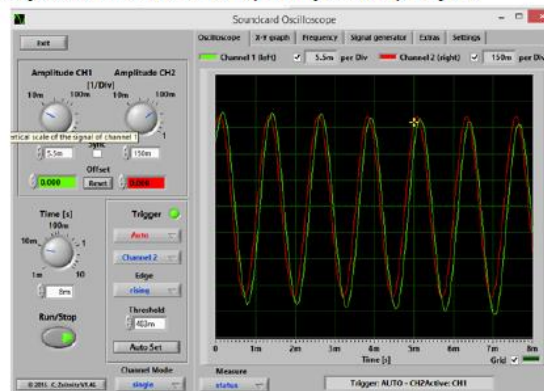 Soundcard Oscilloscope
Exit
Oscilloscope X-Y graph Frequency Signal generator Extras Settings
Channel 1 (left) 5.5m per Div Channel 2 (right) 150m per Div
Amplitude CH1 Amplitude CH2
[1/Div]
10m 100m 10m 100m
vertical scale of the signal of channel 1
1
Sync
5.5m 150m
Offset
0.000 Reset 0.000
Time [s]
100m
10m 1
1m 10
8m
Run/Stop
Trigger
Auto
Channel 2
Edge
rising
Threshold
Auto Set
Channel Mode
single
0 1m 2m 3m 4m 5m 6m 7m 8m
Time [s]
Grid
Measure
status
Trigger: AUTO - CH2Active: CH1